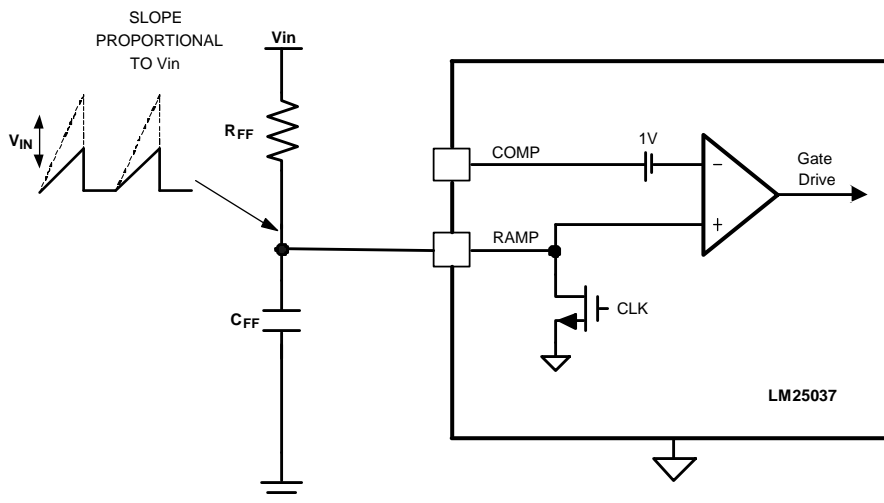 SLOPE
PROPORTIONAL
TO Vin
Vin
VIN
RFF
CFF
COMP
1V
−
+
Gate
Drive
RAMP
CLK
LM25037